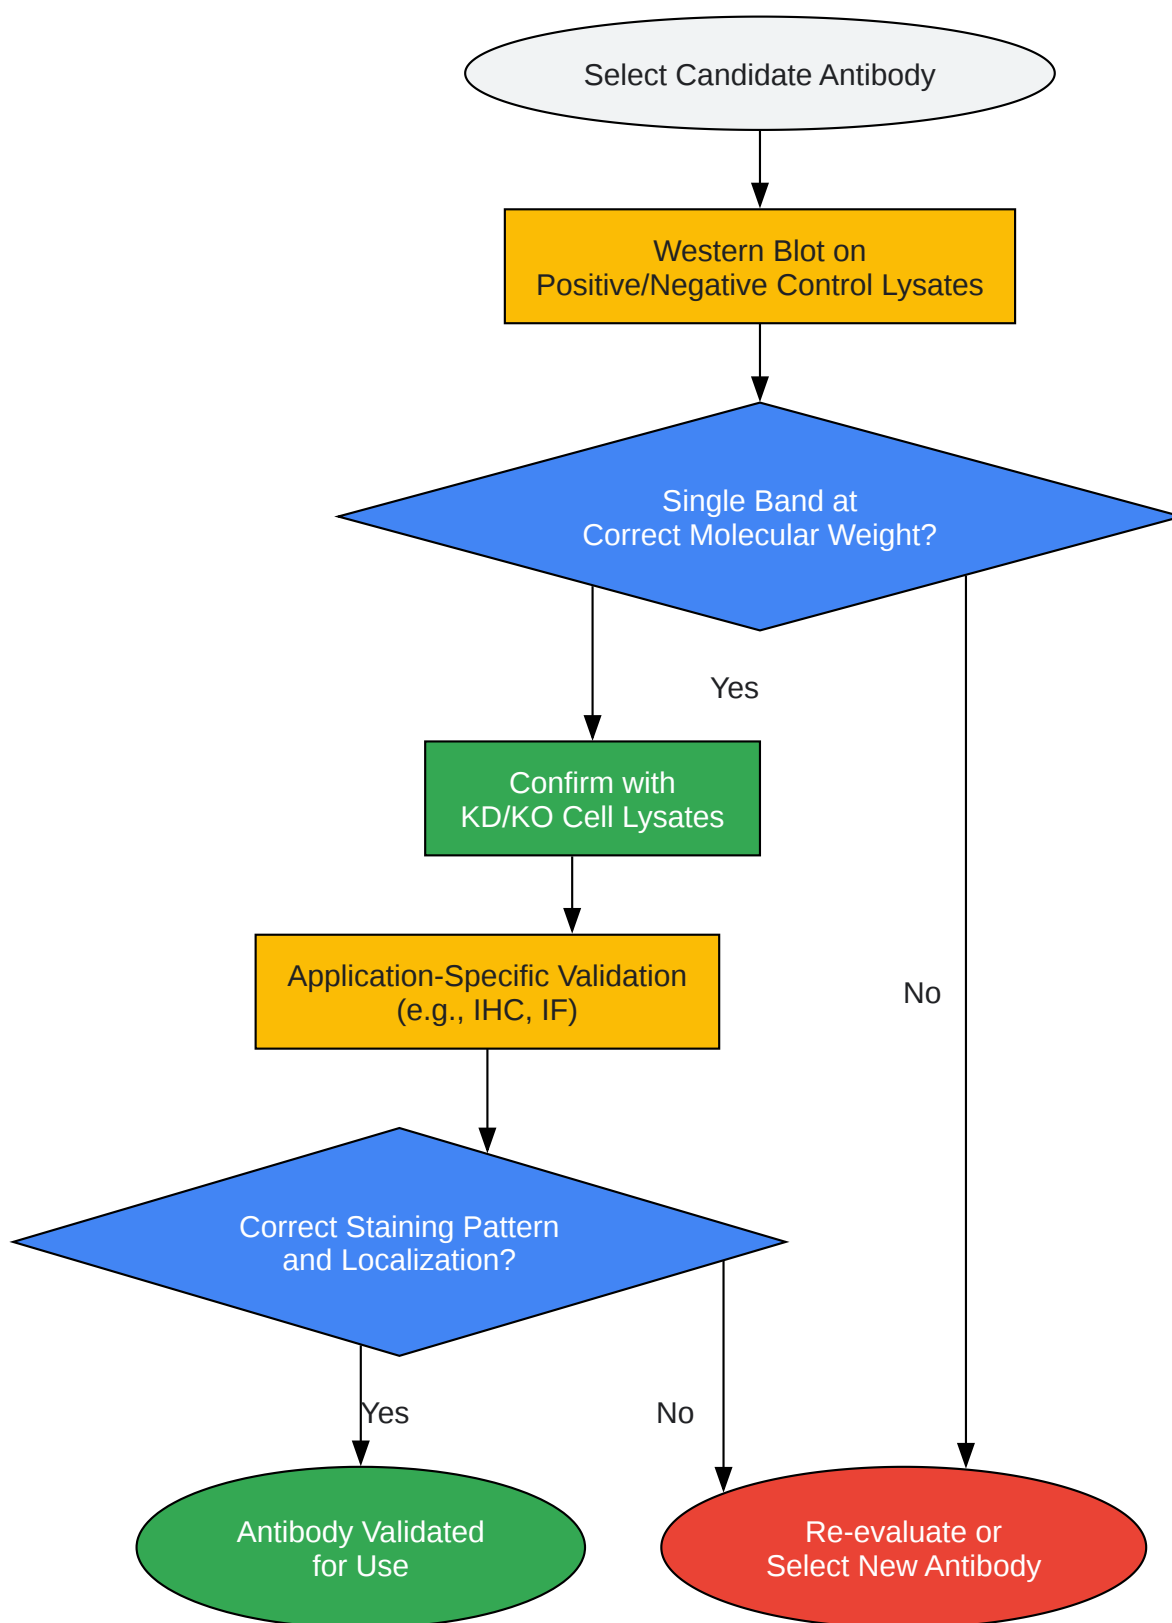 Select Candidate Antibody
Western Blot on
Positive/Negative Control Lysates
Single Band at
Correct Molecular Weight?
Yes
Confirm with
KD/KO Cell Lysates
Application-Specific Validation
(e.g., IHC, IF)
No
Correct Staining Pattern
and Localization?
Yes
No
Antibody Validated
for Use
Re-evaluate or
Select New Antibody